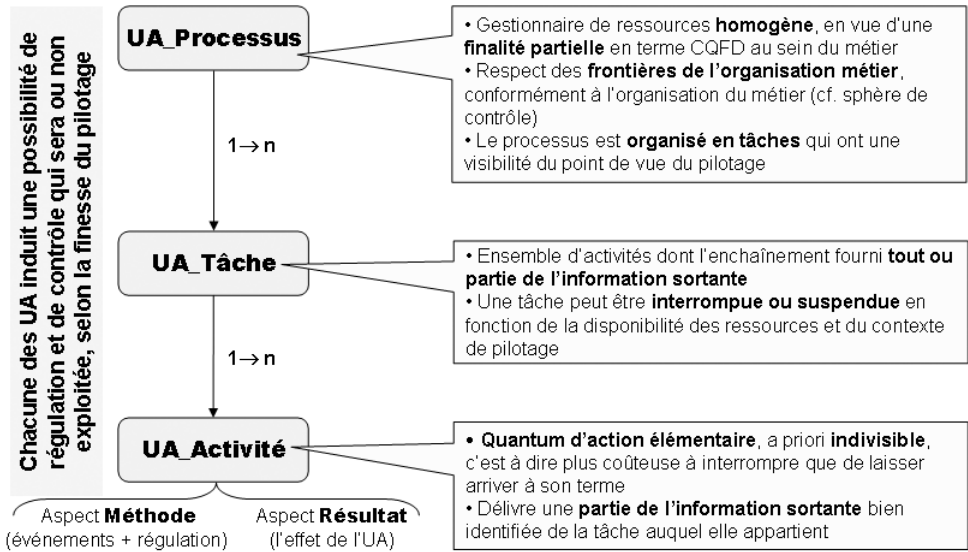 Chacune des UA induit une possibilité de
régulation et de contrôle qui sera ou non
exploitée, selon la finesse du pilotage
UA_Processus
• Gestionnaire de ressources homogène, en vue d'une
finalité partielle en terme CQFD au sein du métier
• Respect des frontières de l'organisation métier,
conformément à l'organisation du métier (cf. sphère de
contrôle)
• Le processus est organisé en tâches qui ont une
visibilité du point de vue du pilotage
1→ n
UA_Tâche
• Ensemble d'activités dont l'enchaînement fourni tout ou
partie de l'information sortante
• Une tâche peut être interrompue ou suspendue en
fonction de la disponibilité des ressources et du contexte
de pilotage
1→ n
UA_Activité
• Quantum d'action élémentaire, a priori indivisible,
c'est à dire plus coûteuse à interrompre que de laisser
arriver à son terme
• Délivre une partie de l'information sortante bien
identifiée de la tâche auquel elle appartient
Aspect Méthode
(événements + régulation)
Aspect Résultat
(l'effet de l'UA)